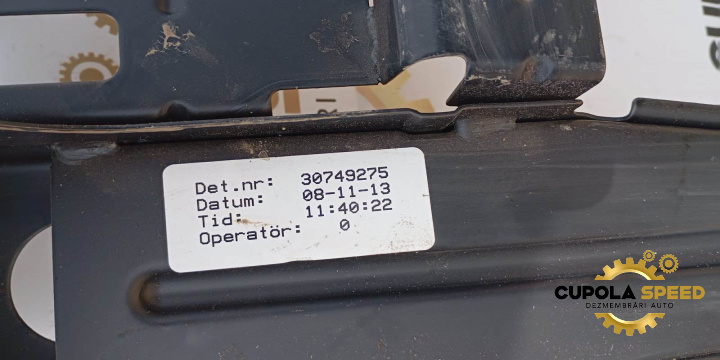 Det.nr: 30749275
Datum: 08-11-13
Tid: 11:40:22
Operatör: 0
CUPOLA SPEED
DEZMEMBRĂRI AUTO